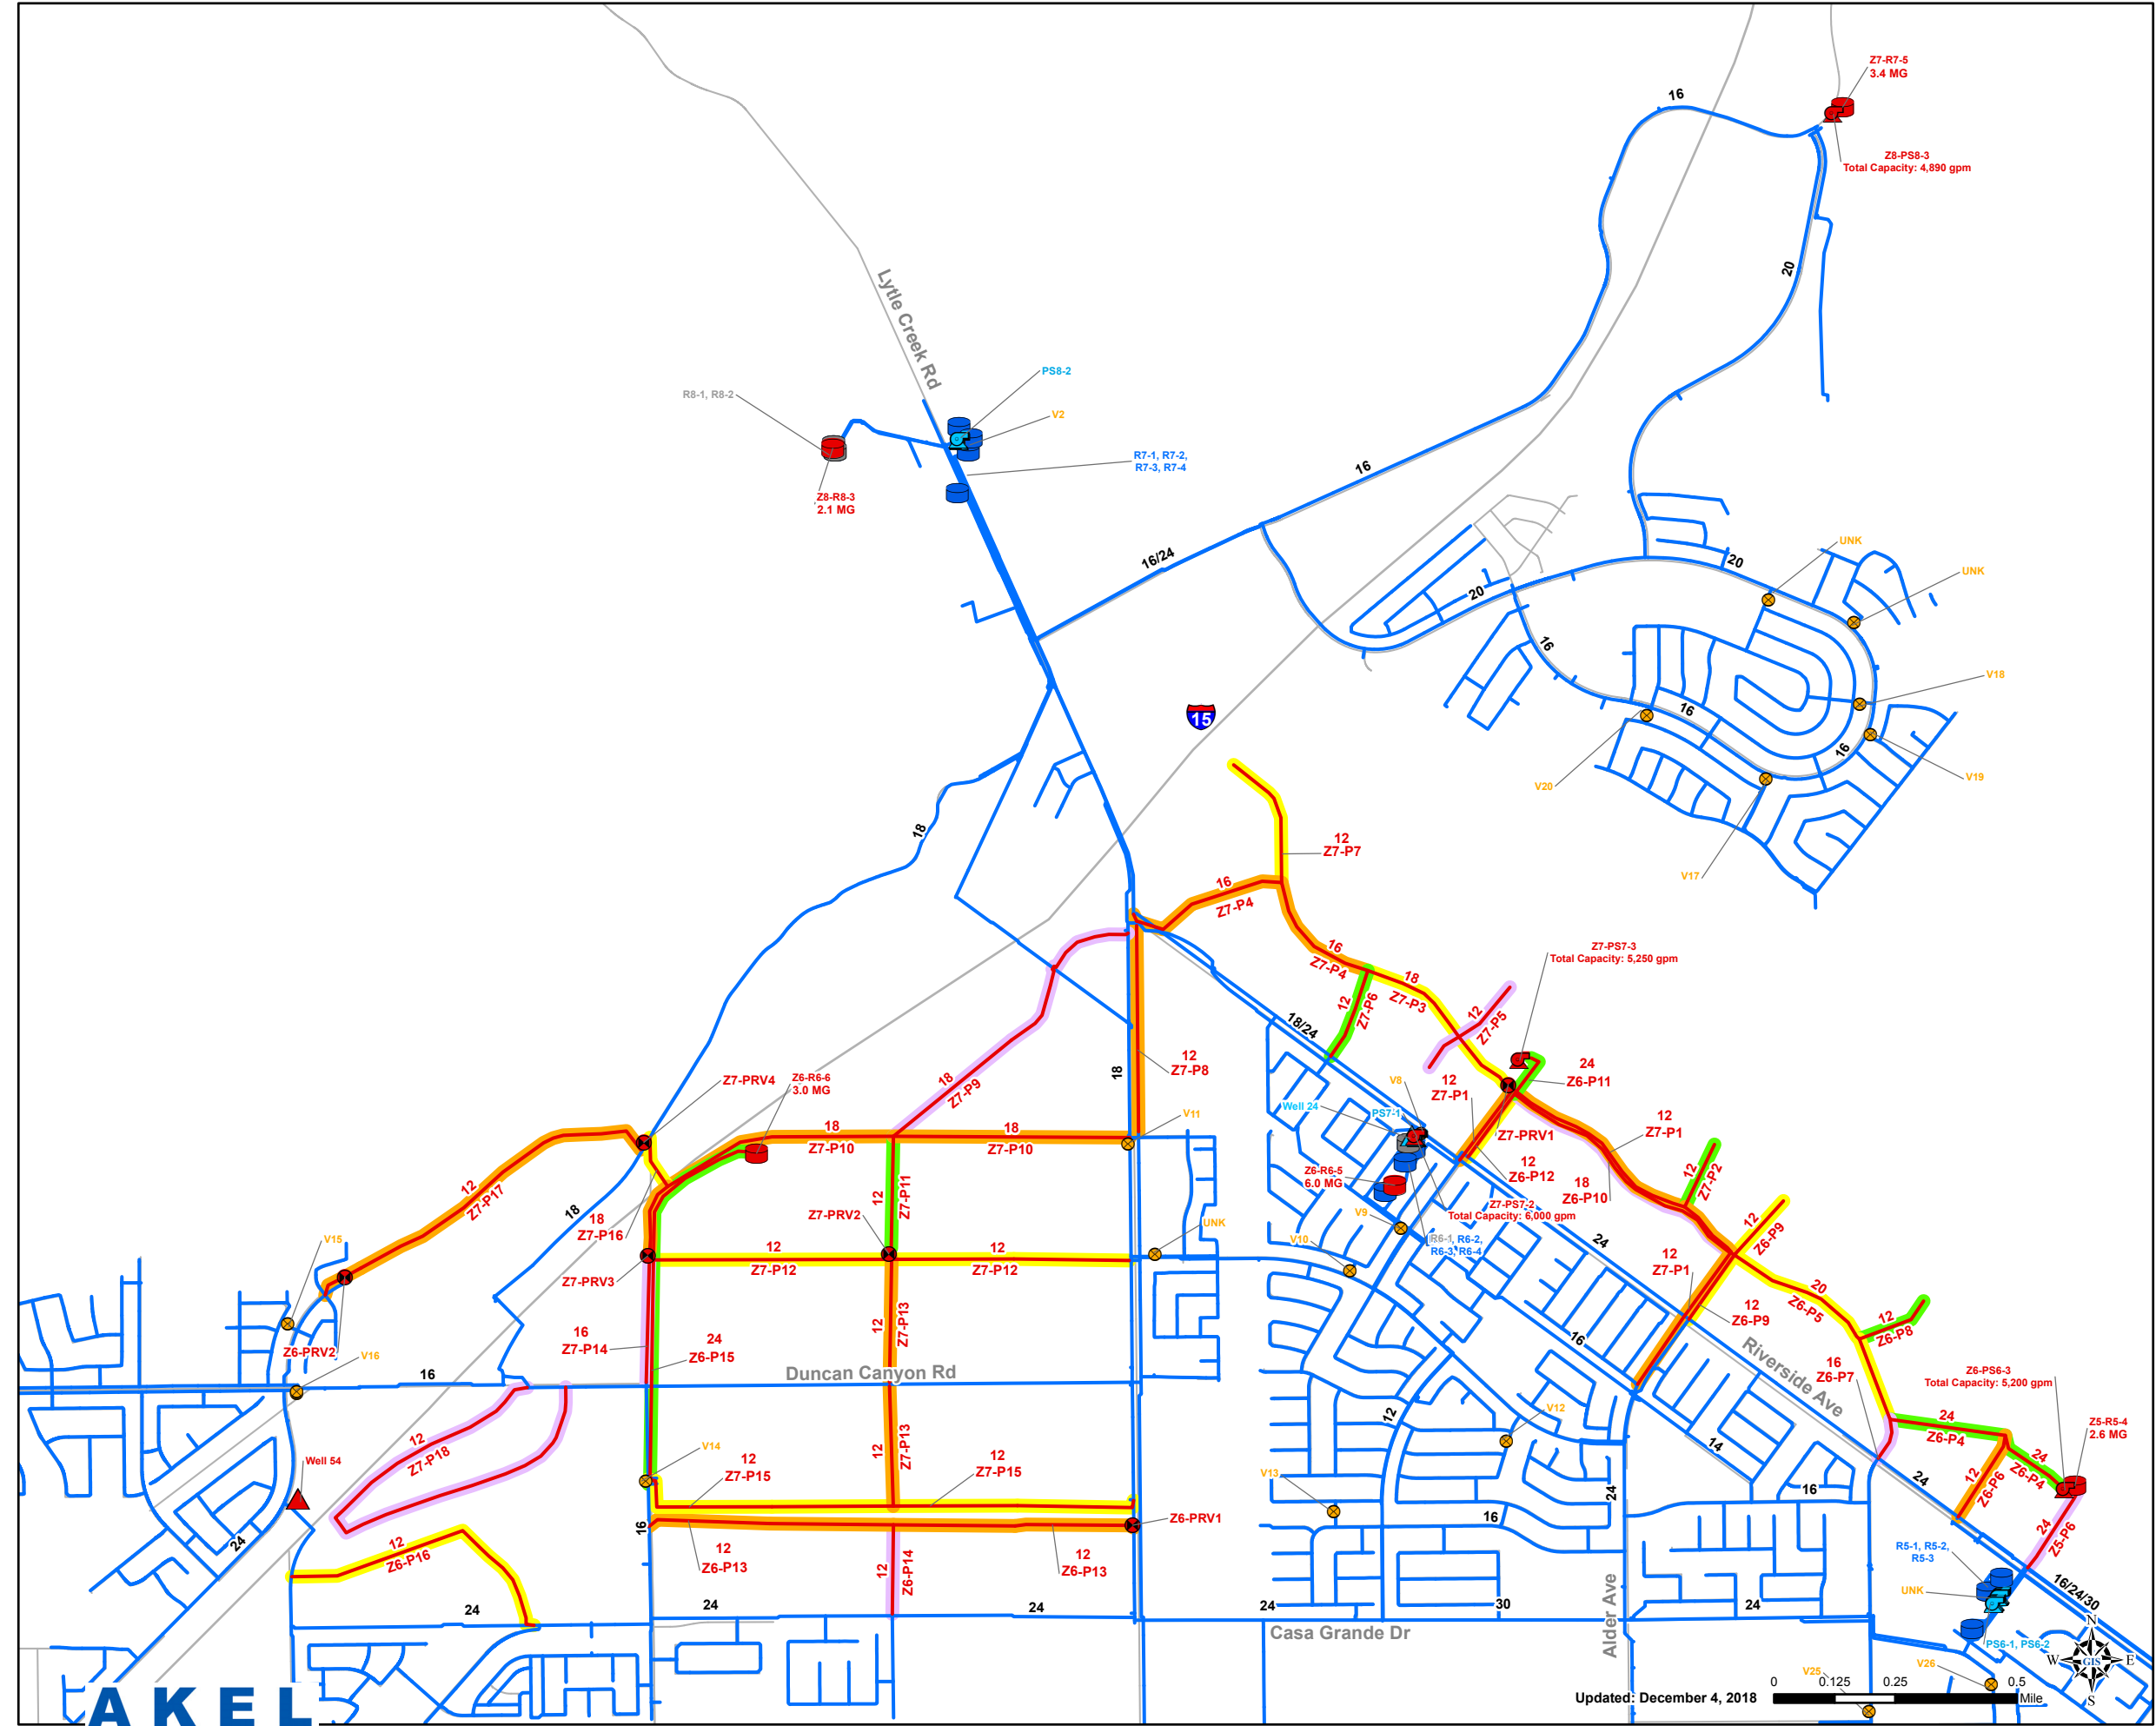 Z7-R7-5
3.4 MG
16
Z8-PS8-3
Total Capacity: 4,890 gpm
20
Lytle Creek Rd
PS8-2
R8-1, R8-2
V2
R7-1, R7-2,
R7-3, R7-4
16
Z8-R8-3
2.1 MG
16/24
UNK
20
UNK
20
16
V18
16
15
16
V19
V20
18
12
Z7-P7
V17
16
Z7-P4
16
Z7-P4
Z7-PS7-3
Total Capacity: 5,250 gpm
18
Z7-P3
12
Z7-P6
12
Z7-P5
18/24
12
Z7-P8
18
24
Z6-P11
18
Z7-P9
Z7-PRV4
Z6-R6-6
3.0 MG
V8
12
Z7-P1
Well 24
PS7-1
V11
12
Z7-P1
18
Z7-P10
18
Z7-P10
Z7-PRV1
12
Z6-P12
12
Z7-P2
Z6-R6-5
6.0 MG
18
Z6-P10
12
Z7-P17
12
Z7-P11
18
Z7-P16
Z7-PRV2
Z7-PS7-2
Total Capacity: 6,000 gpm
V9
UNK
V10
R6-1, R6-2,
R6-3, R6-4
24
12
Z6-P9
18
V15
12
Z7-P12
12
Z7-P12
12
Z7-P1
Z7-PRV3
20
Z6-P5
12
Z6-P9
12
Z7-P13
12
Z6-P8
16
Z7-P14
24
Z6-P15
Z6-PRV2
V16
16
16
Riverside Ave
16
Z6-P7
Z6-PS6-3
Total Capacity: 5,200 gpm
Duncan Canyon Rd
12
V12
24
Z6-P4
Z5-R5-4
2.6 MG
12
Z7-P18
12
Z7-P13
14
V14
Well 54
12
Z7-P15
12
Z7-P15
V13
24
Z6-P4
12
Z6-P6
24
24
16
16
Z6-PRV1
16
24
12
Z6-P16
24
Z5-P6
12
Z6-P13
12
Z6-P14
12
Z6-P13
R5-1, R5-2,
R5-3
UNK
16/24/30
24
24
24
24
30
24
Casa Grande Dr
Alder Ave
PS6-1, PS6-2
N
W
GIS
E
S
V25
V26
0
0.125
0.25
0.5
Mile
Updated: December 4, 2018
AKEL